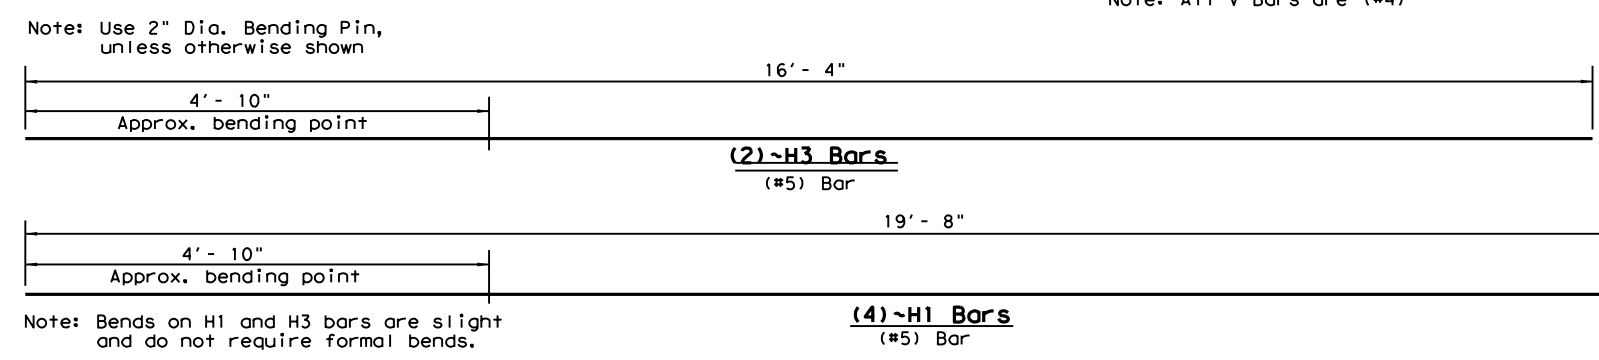 Note: All V Bars are (#4)
Note: Use 2" Dia. Bending Pin,
unless otherwise shown
16'- 4"
4'- 10"
Approx. bending point
(2)~H3 Bars
(#5) Bar
19'- 8"
4'- 10"
Approx. bending point
(4)~H1 Bars
(#5) Bar
Note: Bends on H1 and H3 bars are slight
and do not require formal bends.